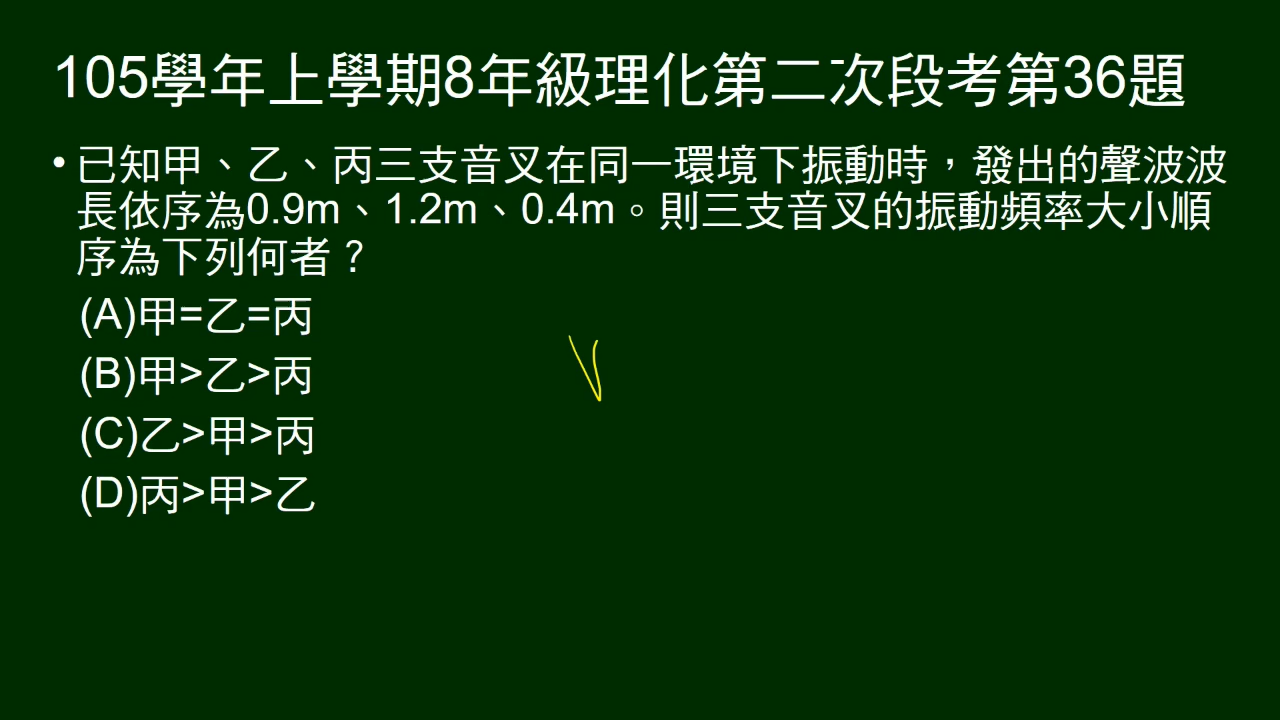 105學年上學期8年級理化第二次段考第36題
•已知甲、乙、丙三支音叉在同一環境下振動時，發出的聲波波
長依序為0.9m、1.2m、0.4m。則三支音叉的振動頻率大小順
序為下列何者？
(A)甲=乙=丙
(B)甲>乙>丙
(C)乙>甲>丙
(D)丙>甲>乙